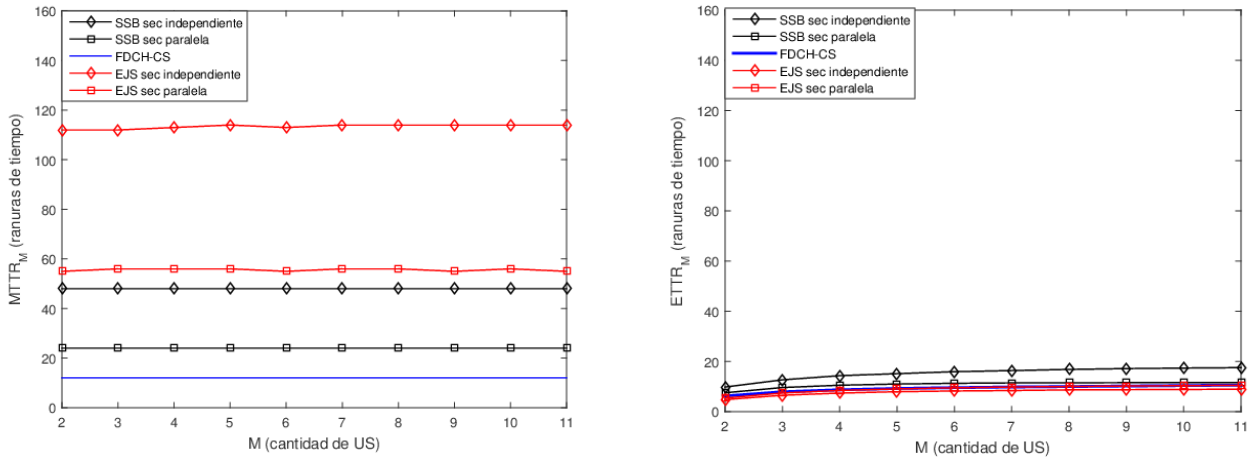 160
140
120
100
80
60
40
20
0
MTTR_M (ranuras de tiempo)
SSB sec independiente
SSB sec paralela
FDCH-CS
EJS sec independiente
EJS sec paralela
2 3 4 5 6 7 8 9 10 11
M (cantidad de US)
160
140
120
100
80
60
40
20
0
ETTR_M (ranuras de tiempo)
SSB sec independiente
SSB sec paralela
FDCH-CS
EJS sec independiente
EJS sec paralela
2 3 4 5 6 7 8 9 10 11
M (cantidad de US)